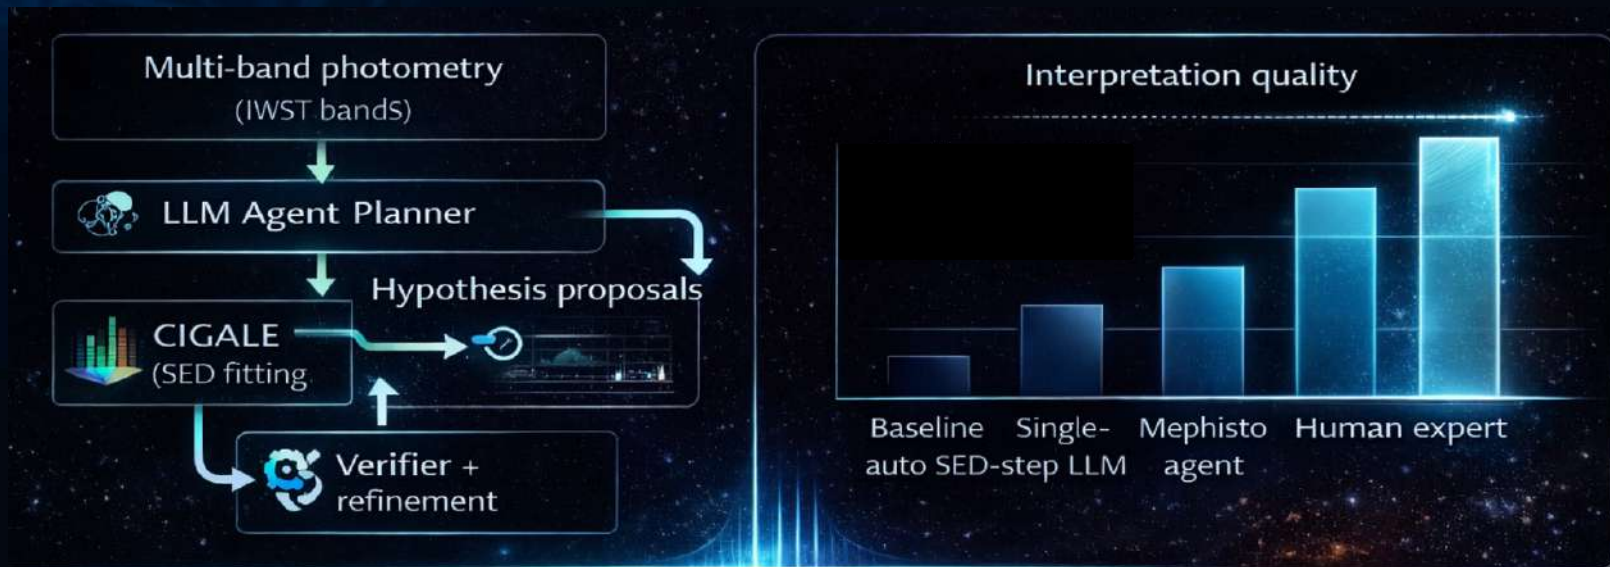 Multi-band photometry
(IWST bandS)
LLM Agent Planner
Hypothesis proposals
CIGALE
(SED fitting
Verifier +
refinement
Interpretation quality
Baseline Single- Mephisto Human expert
auto SED-step LLM agent